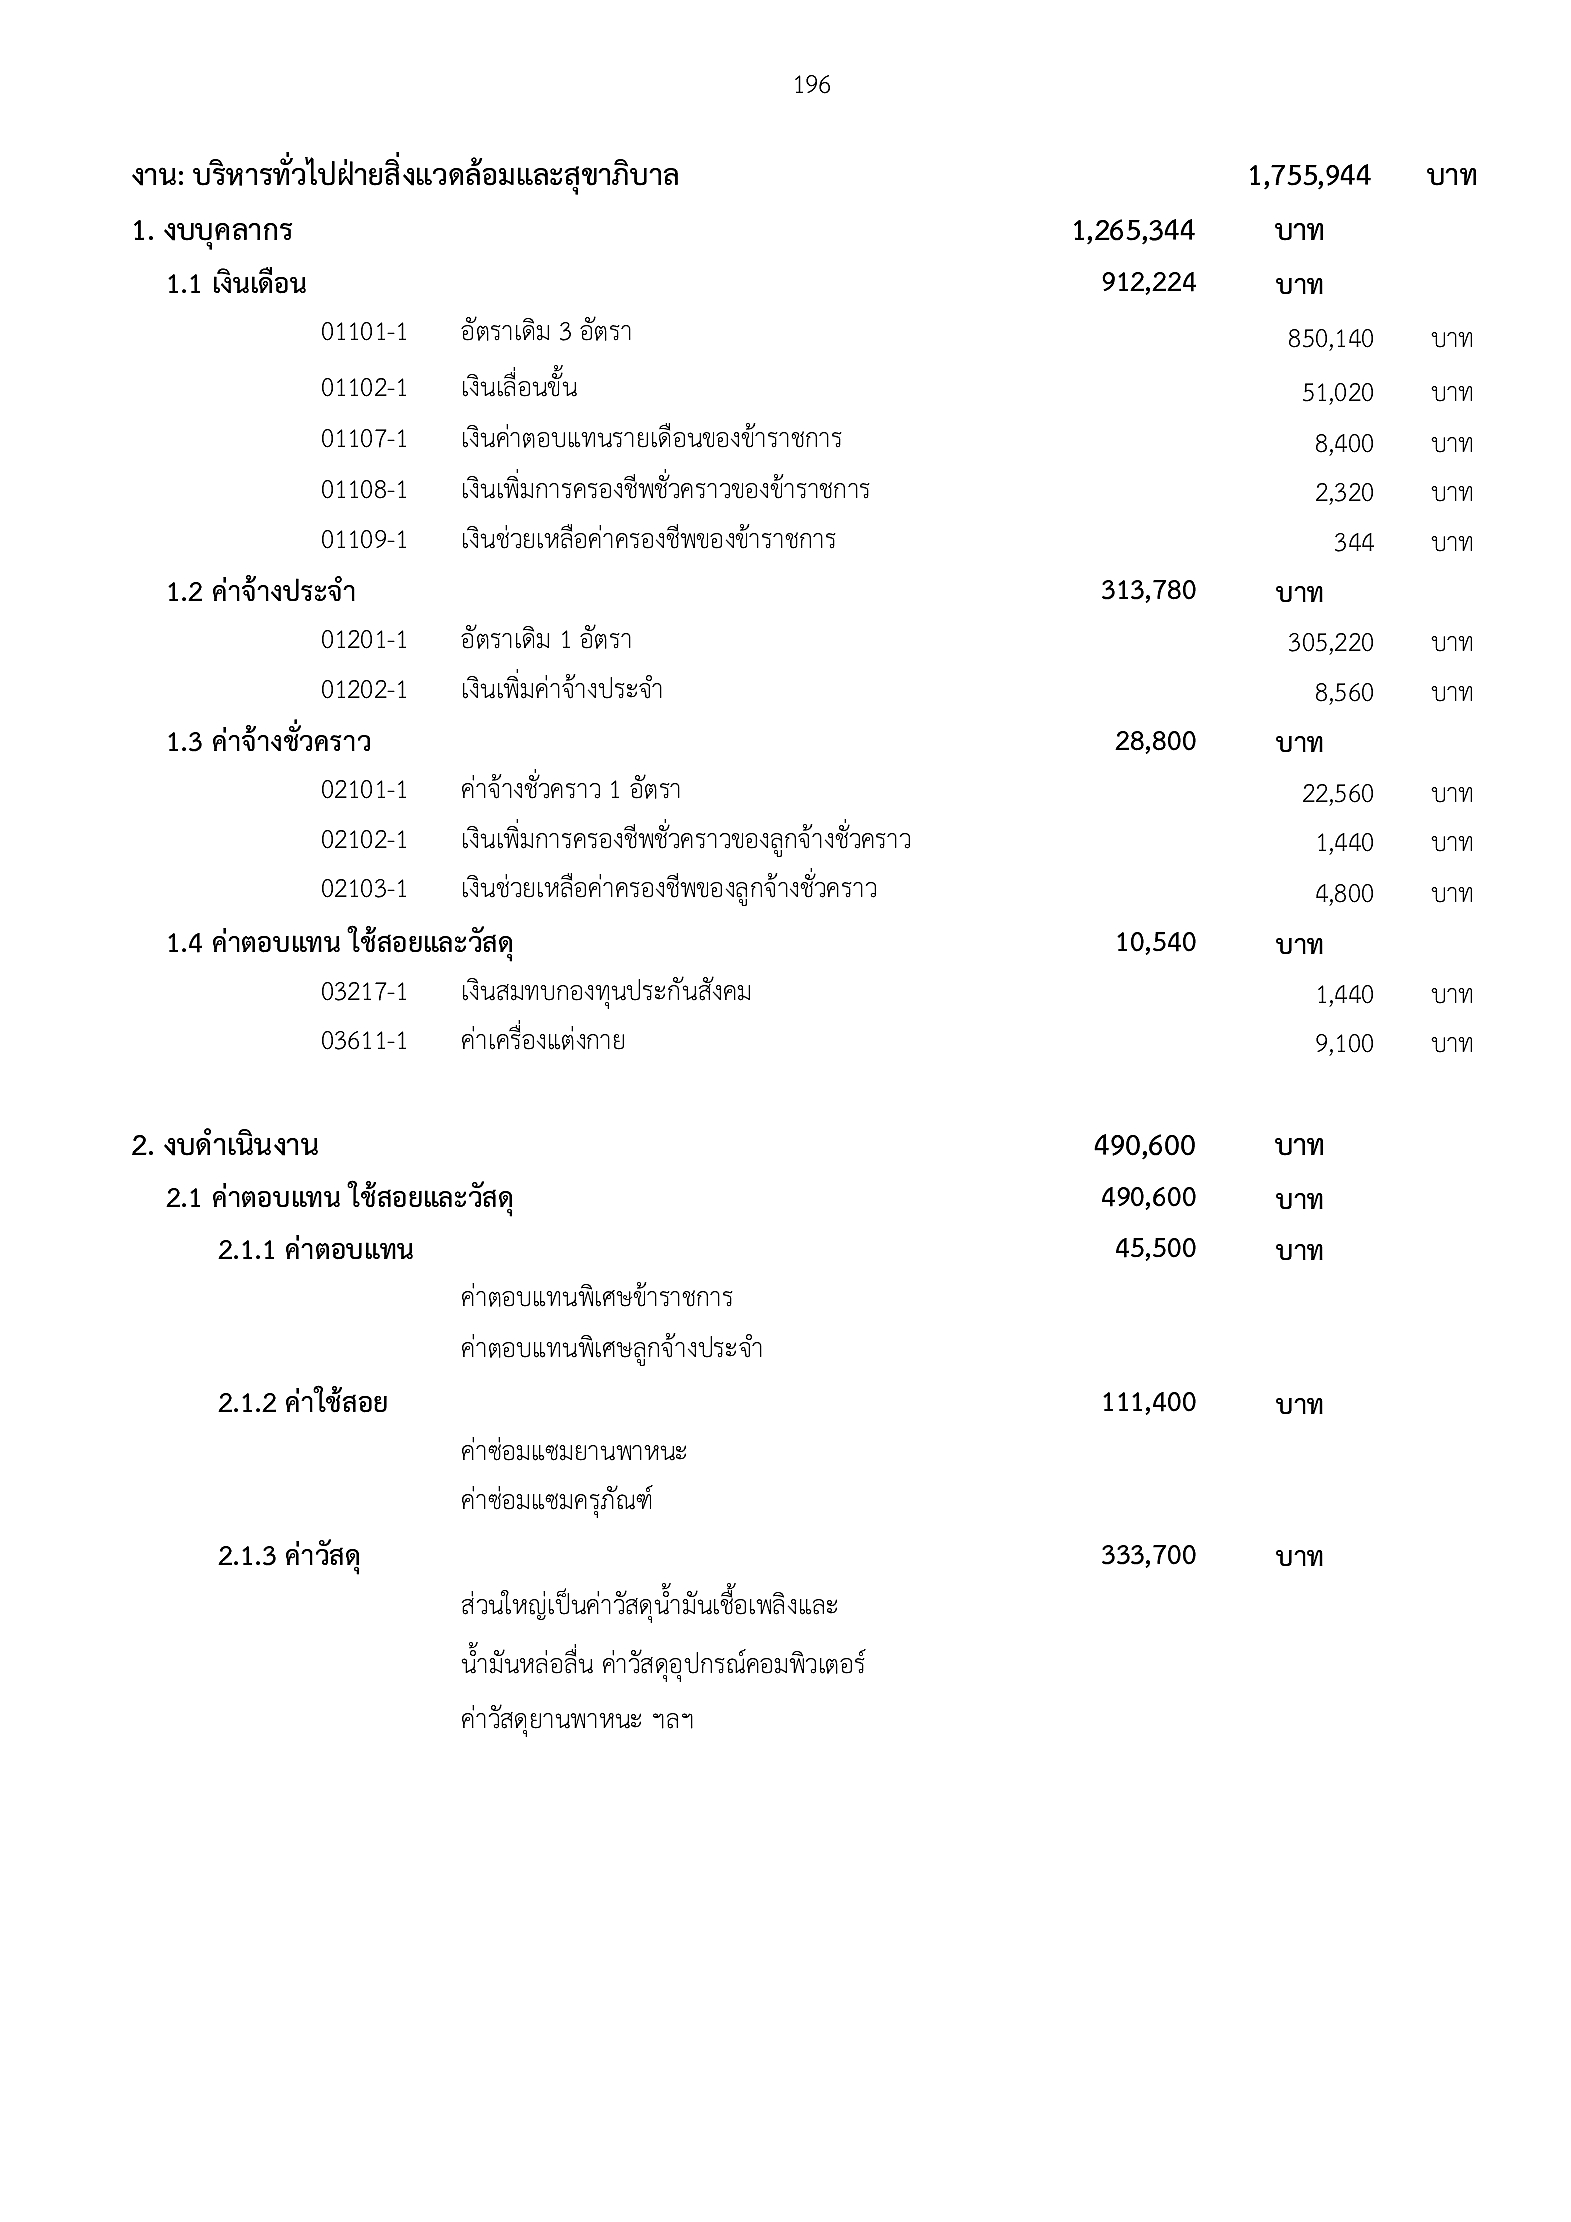 196
งาน: บริหารทั่วไปฝ่ายสิ่งแวดล้อมและสุขาภิบาล 1,755,944 บาท
1. งบบุคลากร 1,265,344 บาท
1.1 เงินเดือน 912,224 บาท
01101-1 อัตราเดิม 3 อัตรา 850,140 บาท
01102-1 เงินเลื่อนขั้น 51,020 บาท
01107-1 เงินค่าตอบแทนรายเดือนของข้าราชการ 8,400 บาท
01108-1 เงินเพิ่มการครองชีพชั่วคราวของข้าราชการ 2,320 บาท
01109-1 เงินช่วยเหลือค่าครองชีพของข้าราชการ 344 บาท
1.2 ค่าจ้างประจำ 313,780 บาท
01201-1 อัตราเดิม 1 อัตรา 305,220 บาท
01202-1 เงินเพิ่มค่าจ้างประจำ 8,560 บาท
1.3 ค่าจ้างชั่วคราว 28,800 บาท
02101-1 ค่าจ้างชั่วคราว 1 อัตรา 22,560 บาท
02102-1 เงินเพิ่มการครองชีพชั่วคราวของลูกจ้างชั่วคราว 1,440 บาท
02103-1 เงินช่วยเหลือค่าครองชีพของลูกจ้างชั่วคราว 4,800 บาท
1.4 ค่าตอบแทน ใช้สอยและวัสดุ 10,540 บาท
03217-1 เงินสมทบกองทุนประกันสังคม 1,440 บาท
03611-1 ค่าเครื่องแต่งกาย 9,100 บาท
2. งบดำเนินงาน 490,600 บาท
2.1 ค่าตอบแทน ใช้สอยและวัสดุ 490,600 บาท
2.1.1 ค่าตอบแทน 45,500 บาท
ค่าตอบแทนพิเศษข้าราชการ
ค่าตอบแทนพิเศษลูกจ้างประจำ
2.1.2 ค่าใช้สอย 111,400 บาท
ค่าซ่อมแซมยานพาหนะ
ค่าซ่อมแซมครุภัณฑ์
2.1.3 ค่าวัสดุ 333,700 บาท
ส่วนใหญ่เป็นค่าวัสดุน้ำมันเชื้อเพลิงและ
น้ำมันหล่อลื่น ค่าวัสดุอุปกรณ์คอมพิวเตอร์
ค่าวัสดุยานพาหนะ ฯลฯ